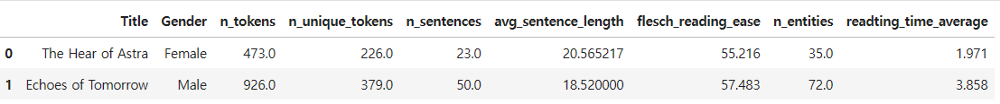 Title Gender n_tokens n_unique_tokens n_sentences avg_sentence_length flesch_reading_ease n_entities readting_time_average
0 The Hear of Astra Female 473.0 226.0 23.0 20.565217 55.216 35.0 1.971
1 Echoes of Tomorrow Male 926.0 379.0 50.0 18.520000 57.483 72.0 3.858